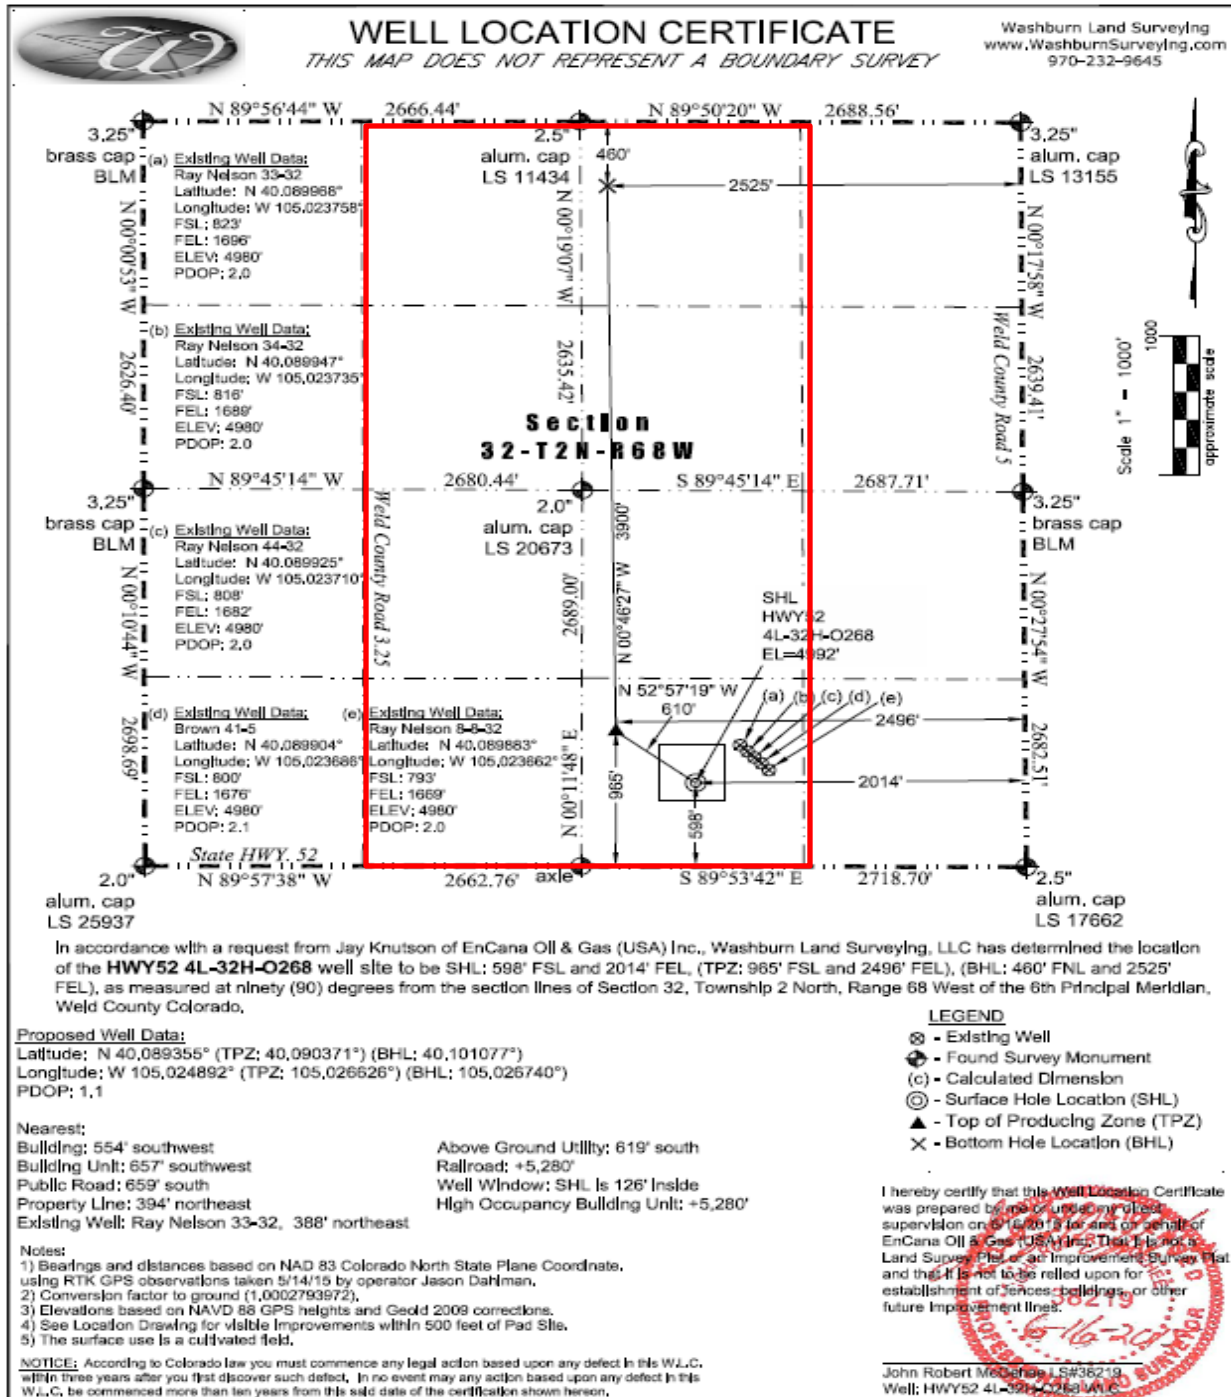 WELL LOCATION CERTIFICATE
THIS MAP DOES NOT REPRESENT A BOUNDARY SURVEY
Washburn Land Surveying
www.WashburnSurveying.com
970-232-9645
W
N 89°56'44" W 2666.44' N 89°50'20" W 2688.56'
3.25"
brass cap
BLM
2.5"
alum. cap
LS 11434
460'
2525'
3.25"
alum. cap
LS 13155
(a) Existing Well Data:
Ray Nelson 33-32
Latitude: N 40.089968°
Longitude: W 105.023758°
FSL: 823'
FEL: 1696'
ELEV: 4980'
PDOP: 2.0
N 00°00'53" W
2626.40'
N 00°19'07" W
2635.42'
N 00°17'58" W
2639.41'
Weld County Road 5
Scale 1" = 1000'
1000
approximate scale
(b) Existing Well Data:
Ray Nelson 34-32
Latitude: N 40.089947°
Longitude: W 105.023735°
FSL: 816'
FEL: 1689'
ELEV: 4980'
PDOP: 2.0
Section
32-T2N-R68W
N 89°45'14" W 2680.44' S 89°45'14" E 2687.71'
3.25"
brass cap
BLM
2.0"
alum. cap
LS 20673
3.25"
brass cap
BLM
(c) Existing Well Data:
Ray Nelson 44-32
Latitude: N 40.089925°
Longitude: W 105.023710°
FSL: 808'
FEL: 1682'
ELEV: 4980'
PDOP: 2.0
Weld County Road 3.25
N 00°10'44" W
2698.69'
2689.00'
N 00°11'48" E
N 00°46'27" W 3900'
N 00°27'54" W
2682.51'
SHL
HWY52
4L-32H-O268
EL=4992'
N 52°57'19" W
610'
(a) (b) (c) (d) (e)
2496'
2014'
965'
598'
(d) Existing Well Data:
Brown 41-5
Latitude: N 40.089904°
Longitude: W 105.023686°
FSL: 800'
FEL: 1676'
ELEV: 4980'
PDOP: 2.1
(e) Existing Well Data:
Ray Nelson 8-8-32
Latitude: N 40.089883°
Longitude: W 105.023662°
FSL: 793'
FEL: 1669'
ELEV: 4980'
PDOP: 2.0
State HWY. 52
N 89°57'38" W 2662.76' axle S 89°53'42" E 2718.70'
2.0"
alum. cap
LS 25937
2.5"
alum. cap
LS 17662
In accordance with a request from Jay Knutson of EnCana Oil & Gas (USA) Inc., Washburn Land Surveying, LLC has determined the location
of the HWY52 4L-32H-O268 well site to be SHL: 598' FSL and 2014' FEL, (TPZ: 965' FSL and 2496' FEL), (BHL: 460' FNL and 2525'
FEL), as measured at ninety (90) degrees from the section lines of Section 32, Township 2 North, Range 68 West of the 6th Principal Meridian,
Weld County Colorado.
Proposed Well Data:
Latitude: N 40.089355° (TPZ: 40.090371°) (BHL: 40.101077°)
Longitude: W 105.024892° (TPZ: 105.026626°) (BHL: 105.026740°)
PDOP: 1.1
Nearest:
Building: 554' southwest
Building Unit: 657' southwest
Public Road: 659' south
Property Line: 394' northeast
Existing Well: Ray Nelson 33-32, 388' northeast
Above Ground Utility: 619' south
Railroad: +5,280'
Well Window: SHL is 126' inside
High Occupancy Building Unit: +5,280'
LEGEND
- Existing Well
- Found Survey Monument
(c) - Calculated Dimension
- Surface Hole Location (SHL)
- Top of Producing Zone (TPZ)
- Bottom Hole Location (BHL)
Notes:
1) Bearings and distances based on NAD 83 Colorado North State Plane Coordinate,
using RTK GPS observations taken 5/14/15 by operator Jason Dahlman.
2) Conversion factor to ground (1.0002793972).
3) Elevations based on NAVD 88 GPS heights and Geoid 2009 corrections.
4) See Location Drawing for visible improvements within 500 feet of Pad Site.
5) The surface use is a cultivated field.
NOTICE: According to Colorado law you must commence any legal action based upon any defect in this W.L.C.
within three years after you first discover such defect. In no event may any action based upon any defect in this
W.L.C. be commenced more than ten years from this said date of the certification shown hereon.
I hereby certify that this Well Location Certificate
was prepared by me or under my direct
supervision on 6/16/2015 for and on behalf of
EnCana Oil & Gas (USA) Inc. That it is not a
Land Survey Plat or an Improvement Survey Plat
and that it is not to be relied upon for
establishment of fences, buildings, or other
future improvement lines.
38219
6-16-2015
PROFESSIONAL LAND SURVEYOR
John Robert LS#38219
Well: HWY52 4L-32H-O268 W.L.C.